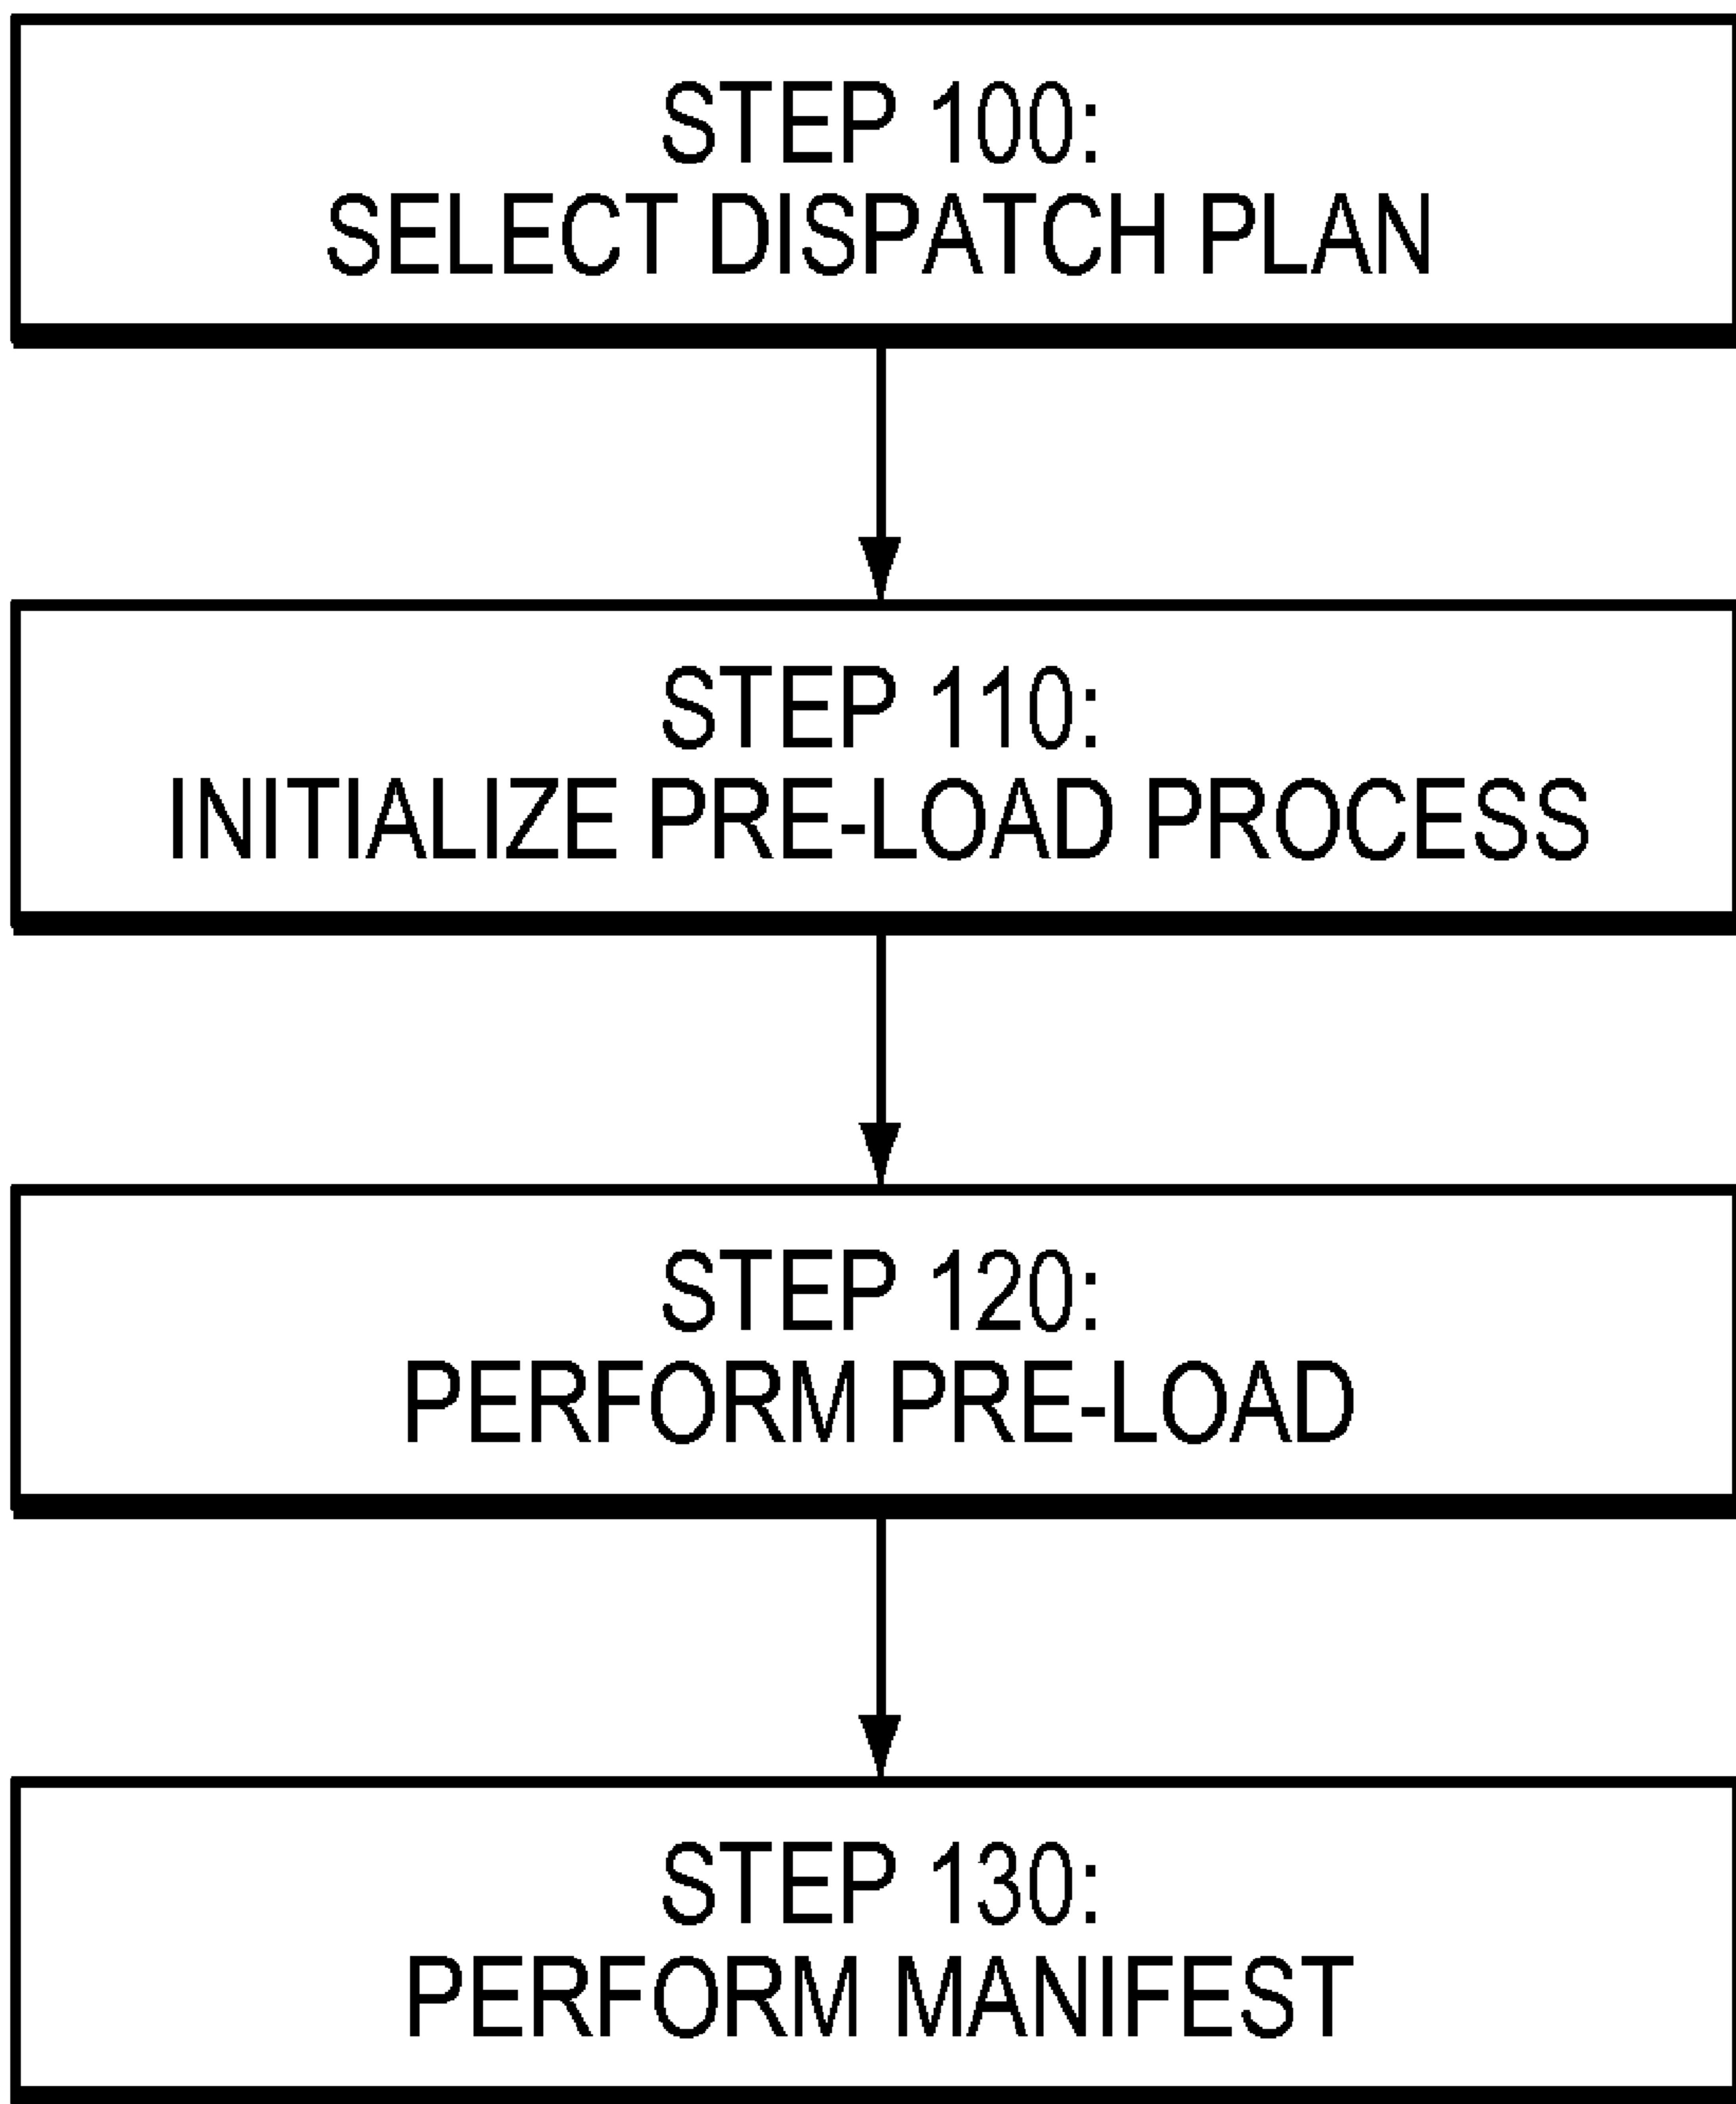 STEP 100:
SELECT DISPATCH PLAN
STEP 110:
INITIALIZE PRE-LOAD PROCESS
STEP 120:
PERFORM PRE-LOAD
STEP 130:
PERFORM MANIFEST